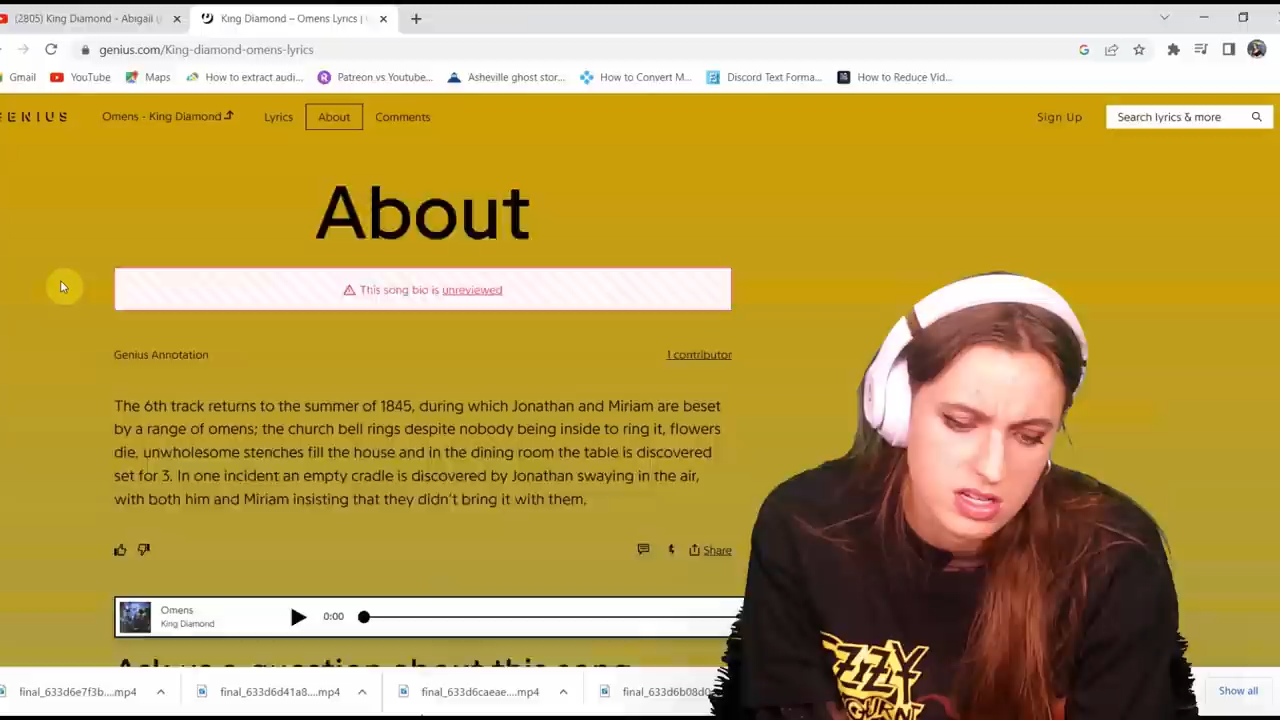 (2805) King Diamond - Abigail (
King Diamond – Omens Lyrics |
genius.com/King-diamond-omens-lyrics
Gmail YouTube Maps How to extract audi... Patreon vs Youtube... Asheville ghost stor... How to Convert M... Discord Text Forma... How to Reduce Vid...
ENIUS Omens - King Diamond Lyrics About Comments Sign Up Search lyrics & more
About
This song bio is unreviewed
Genius Annotation 1 contributor
The 6th track returns to the summer of 1845, during which Jonathan and Miriam are beset
by a range of omens; the church bell rings despite nobody being inside to ring it, flowers
die, unwholesome stenches fill the house and in the dining room the table is discovered
set for 3. In one incident an empty cradle is discovered by Jonathan swaying in the air,
with both him and Miriam insisting that they didn't bring it with them.
Share
Omens
King Diamond
0:00
Ask us a question about this song
final_633d6e7f3b....mp4 final_633d6d41a8....mp4 final_633d6caeae....mp4 final_633d6b08d0 Show all